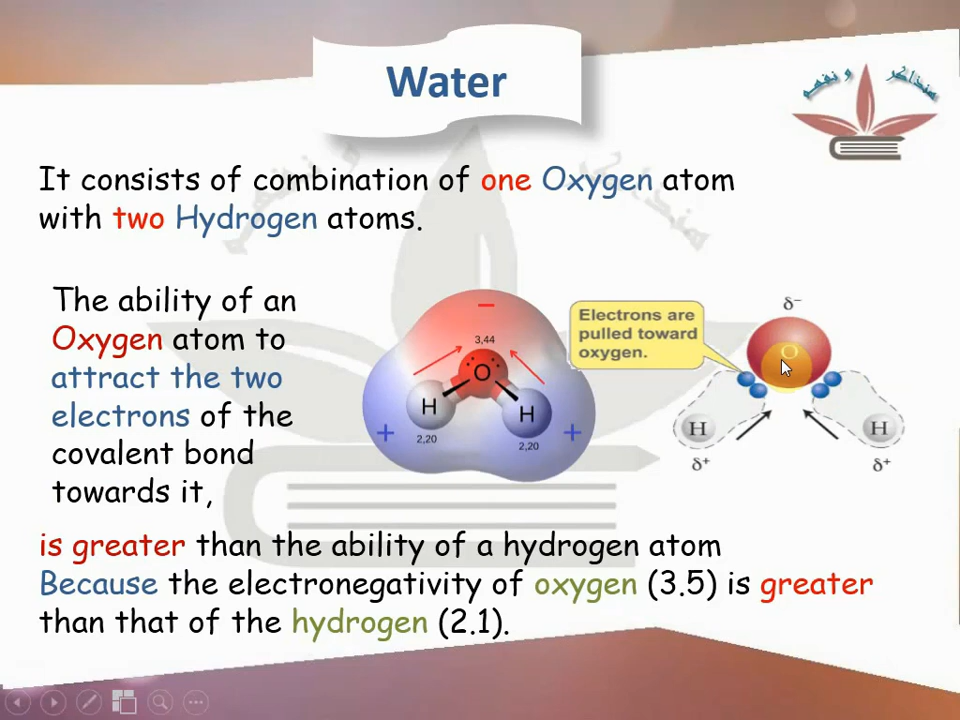 Water
هنذاكر و نفهم
It consists of combination of one Oxygen atom
with two Hydrogen atoms.
The ability of an
Oxygen atom to
attract the two
electrons of the
covalent bond
towards it,
−
3,44
O
H
H
+
2,20
2,20
+
Electrons are
pulled toward
oxygen.
δ−
O
H
H
δ+
δ+
is greater than the ability of a hydrogen atom
Because the electronegativity of oxygen (3.5) is greater
than that of the hydrogen (2.1).